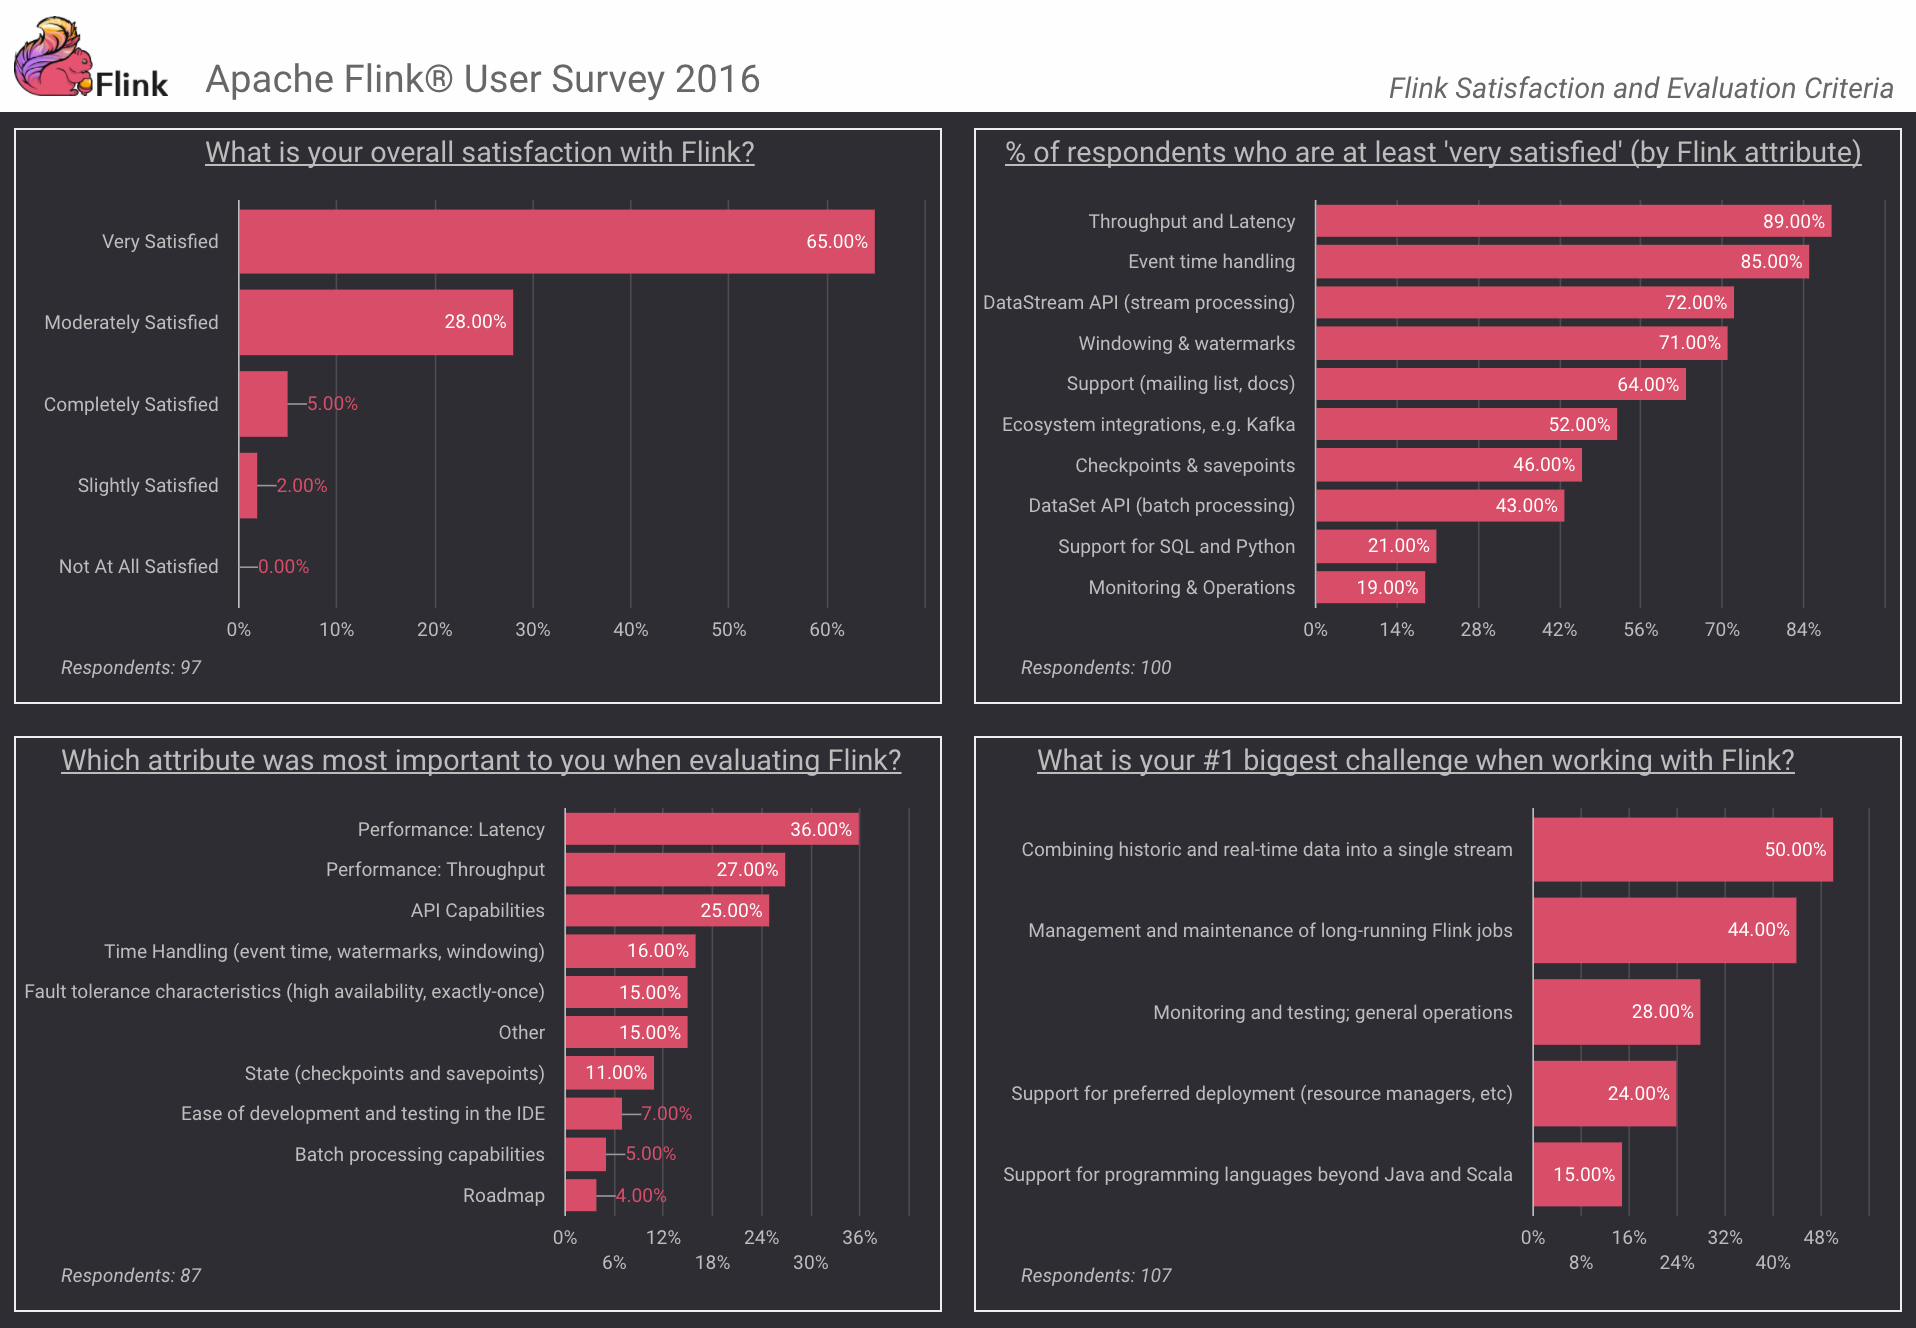 Flink
Apache Flink® User Survey 2016
Flink Satisfaction and Evaluation Criteria
What is your overall satisfaction with Flink?
Very Satisfied
65.00%
Moderately Satisfied
28.00%
Completely Satisfied
5.00%
Slightly Satisfied
2.00%
Not At All Satisfied
0.00%
0% 10% 20% 30% 40% 50% 60%
Respondents: 97
% of respondents who are at least 'very satisfied' (by Flink attribute)
Throughput and Latency
89.00%
Event time handling
85.00%
DataStream API (stream processing)
72.00%
Windowing & watermarks
71.00%
Support (mailing list, docs)
64.00%
Ecosystem integrations, e.g. Kafka
52.00%
Checkpoints & savepoints
46.00%
DataSet API (batch processing)
43.00%
Support for SQL and Python
21.00%
Monitoring & Operations
19.00%
0% 14% 28% 42% 56% 70% 84%
Respondents: 100
Which attribute was most important to you when evaluating Flink?
Performance: Latency
36.00%
Performance: Throughput
27.00%
API Capabilities
25.00%
Time Handling (event time, watermarks, windowing)
16.00%
Fault tolerance characteristics (high availability, exactly-once)
15.00%
Other
15.00%
State (checkpoints and savepoints)
11.00%
Ease of development and testing in the IDE
7.00%
Batch processing capabilities
5.00%
Roadmap
4.00%
0% 12% 24% 36%
6% 18% 30%
Respondents: 87
What is your #1 biggest challenge when working with Flink?
Combining historic and real-time data into a single stream
50.00%
Management and maintenance of long-running Flink jobs
44.00%
Monitoring and testing; general operations
28.00%
Support for preferred deployment (resource managers, etc)
24.00%
Support for programming languages beyond Java and Scala
15.00%
0% 16% 32% 48%
8% 24% 40%
Respondents: 107